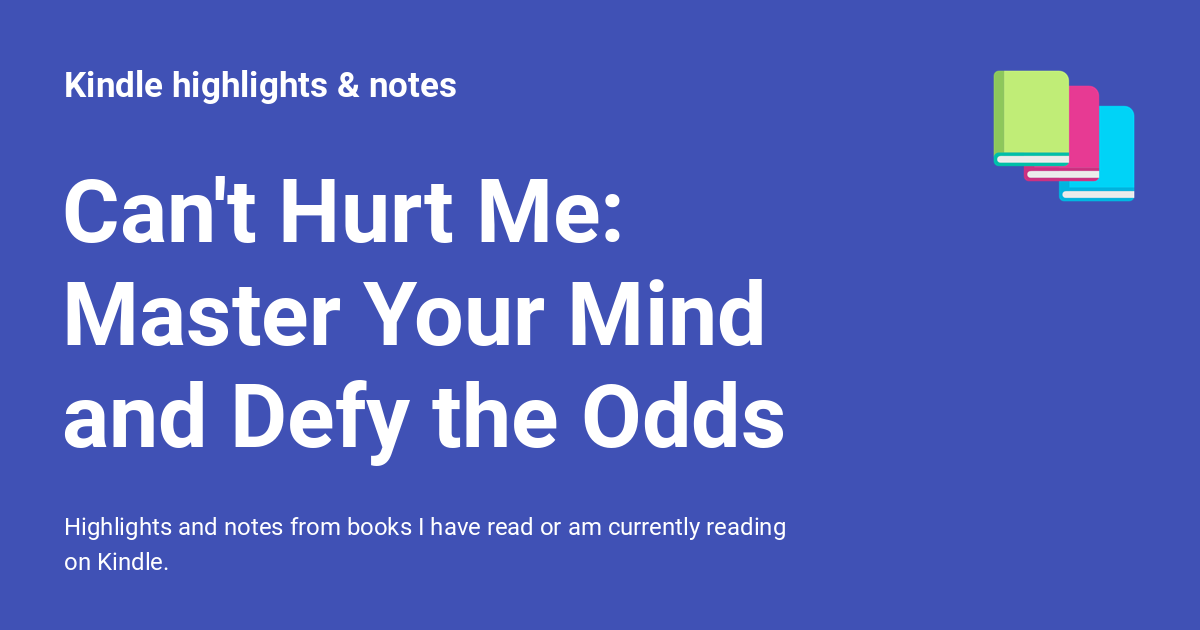 Kindle highlights & notes
Can't Hurt Me:
Master Your Mind
and Defy the Odds
Highlights and notes from books I have read or am currently reading
on Kindle.